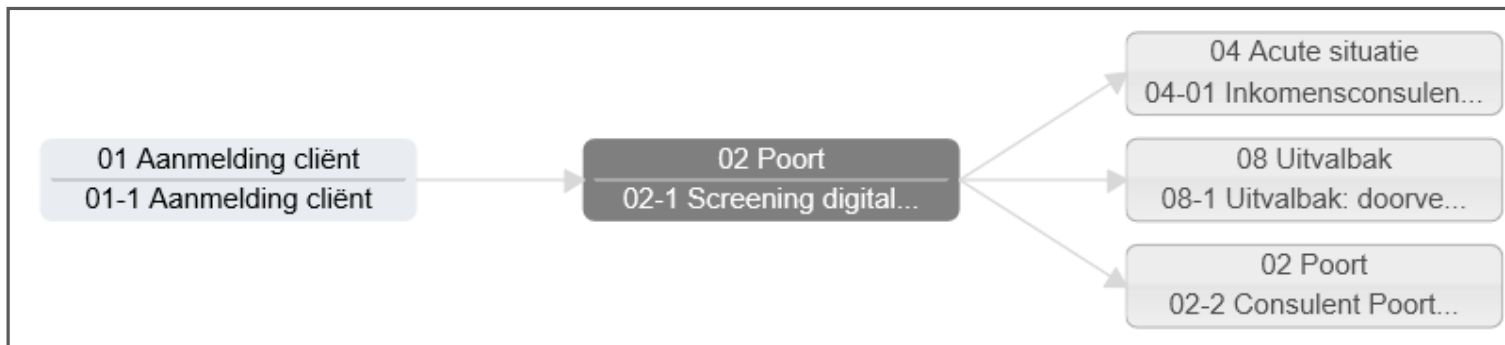 01 Aanmelding cliënt
01-1 Aanmelding cliënt
02 Poort
02-1 Screening digital...
04 Acute situatie
04-01 Inkomensconsulen...
08 Uitvalbak
08-1 Uitvalbak: doorve...
02 Poort
02-2 Consulent Poort...